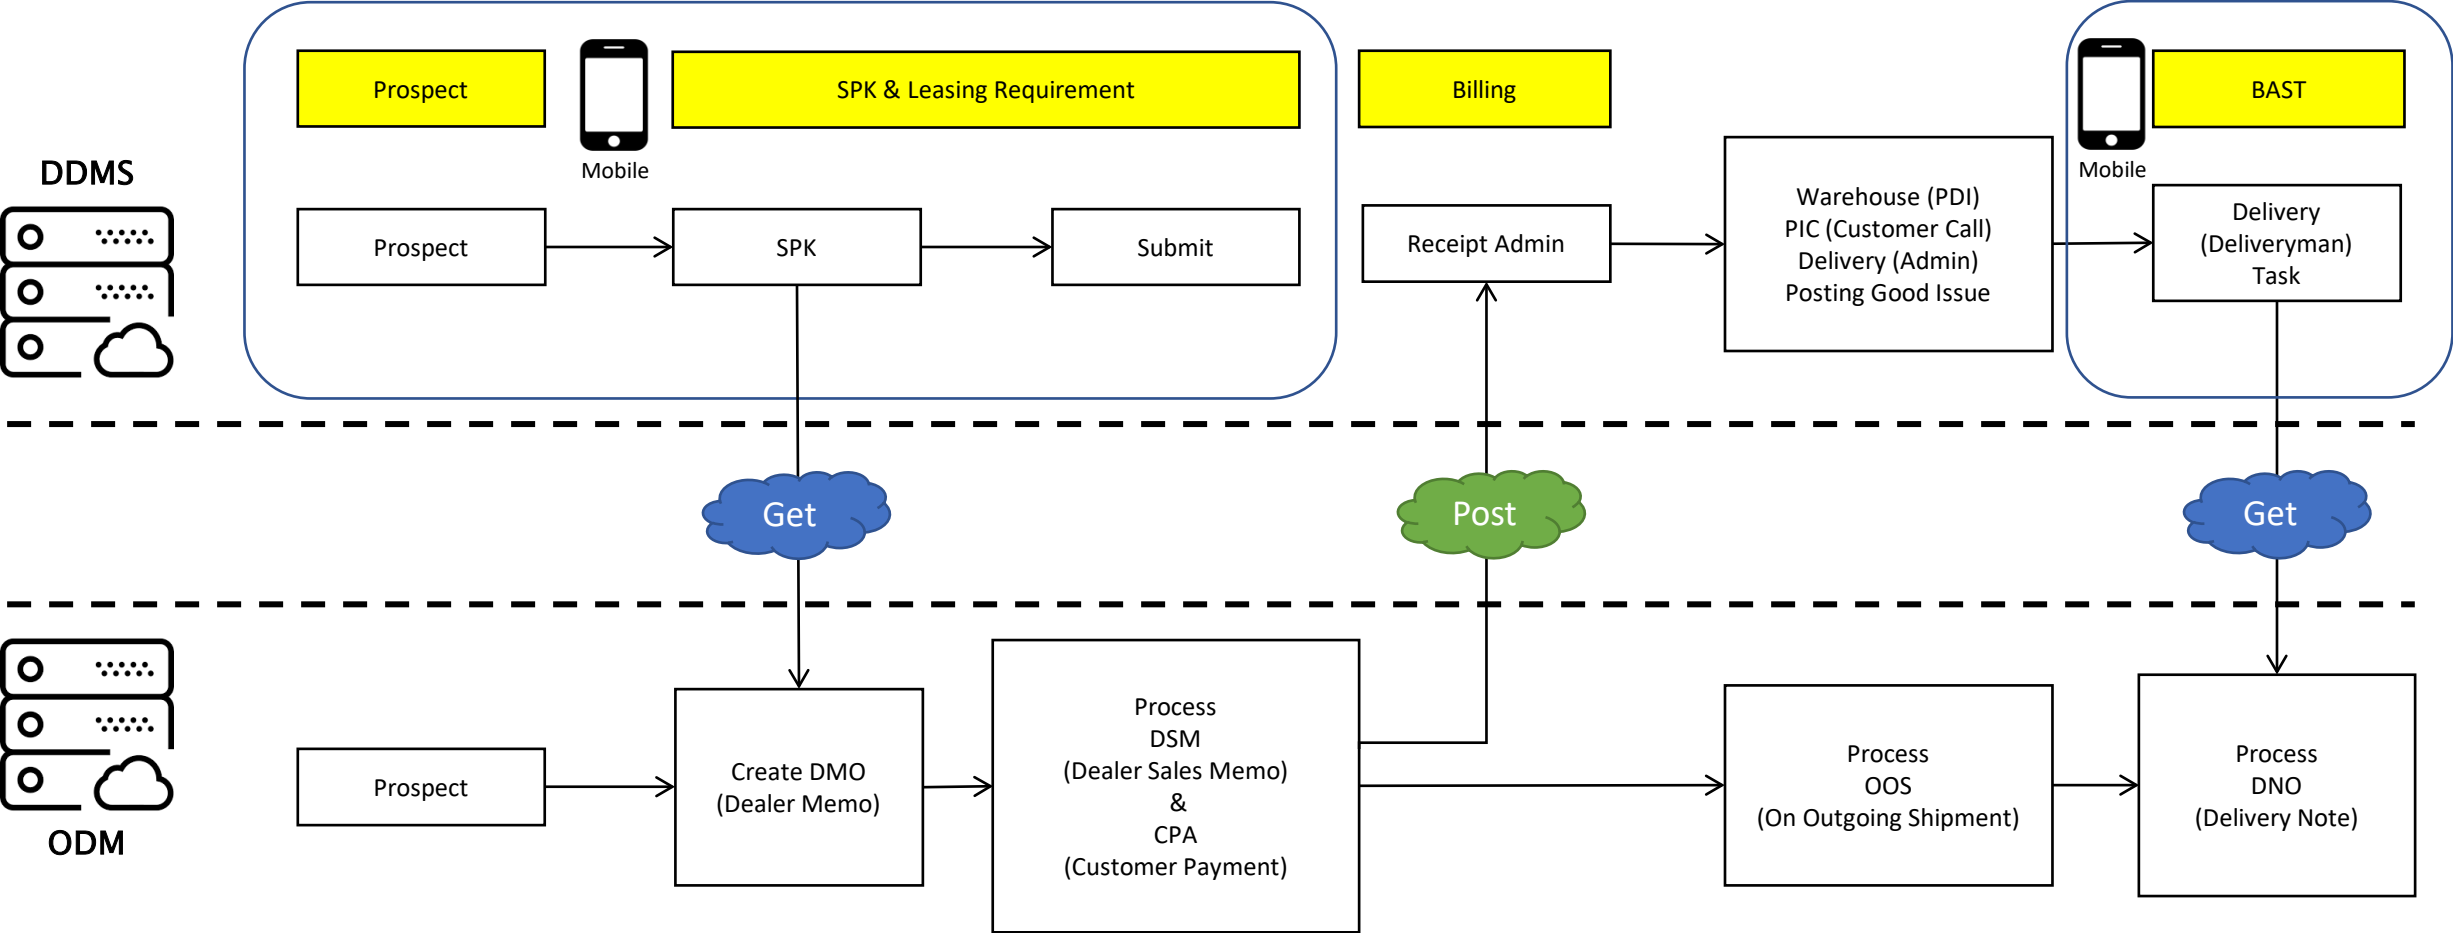 Prospect
SPK & Leasing Requirement
Billing
BAST
Mobile
Mobile
DDMS
Prospect
SPK
Submit
Receipt Admin
Warehouse (PDI)
PIC (Customer Call)
Delivery (Admin)
Posting Good Issue
Delivery
(Deliveryman)
Task
Get
Post
Get
ODM
Prospect
Create DMO
(Dealer Memo)
Process
DSM
(Dealer Sales Memo)
&
CPA
(Customer Payment)
Process
OOS
(On Outgoing Shipment)
Process
DNO
(Delivery Note)